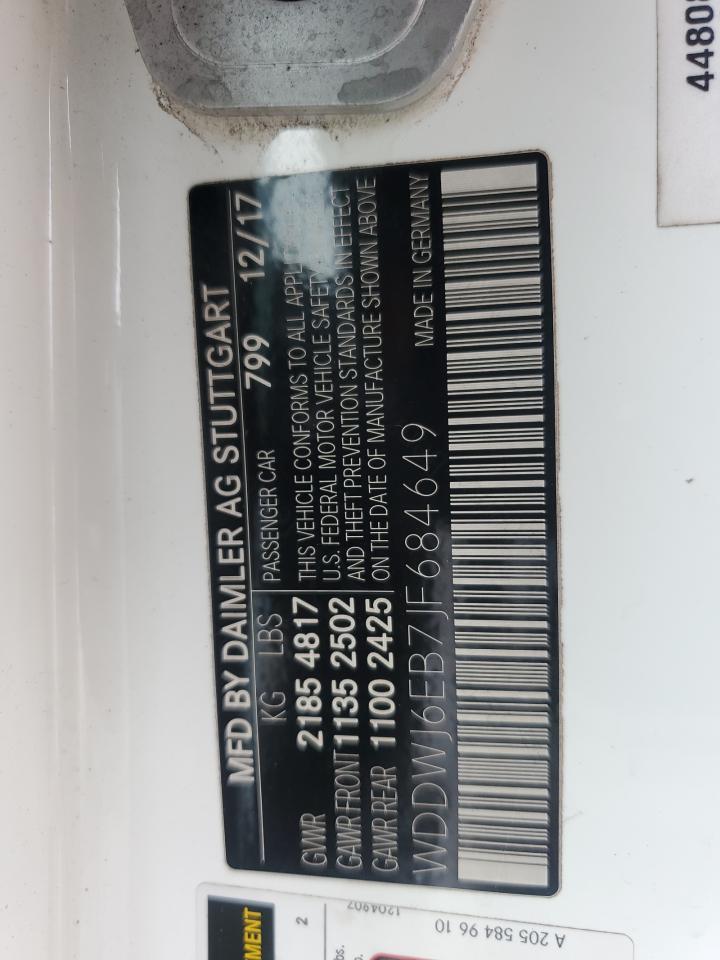 MFD BY DAIMLER AG STUTTGART
KG LBS PASSENGER CAR 799 12/17
GVWR 2185 4817
GAWR FRONT 1135 2502
GAWR REAR 1100 2425
THIS VEHICLE CONFORMS TO ALL
U.S. FEDERAL MOTOR VEHICLE SAFETY
AND THEFT PREVENTION STANDARDS IN EFFECT
ON THE DATE OF MANUFACTURE SHOWN ABOVE
WDDWJ6EB7JF684649 MADE IN GERMANY
2
1204907
A 205 584 96 10